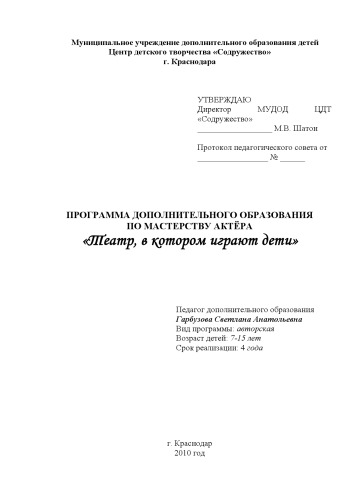 Муниципальное учреждение дополнительного образования детей
Центр детского творчества «Содружество»
г. Краснодара
УТВЕРЖДАЮ
Директор МУДОД ЦДТ
«Содружество»
___________________ М.В. Шатон
Протокол педагогического совета от
__________________ № ______
ПРОГРАММА ДОПОЛНИТЕЛЬНОГО ОБРАЗОВАНИЯ
ПО МАСТЕРСТВУ АКТЁРА
«Театр, в котором играют дети»
Педагог дополнительного образования
Гарбузова Светлана Анатольевна
Вид программы: авторская
Возраст детей: 7-15 лет
Срок реализации: 4 года
г. Краснодар
2010 год